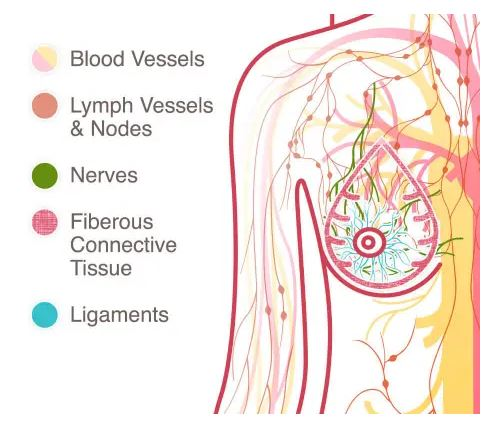 Blood Vessels
Lymph Vessels
& Nodes
Nerves
Fiberous
Connective
Tissue
Ligaments